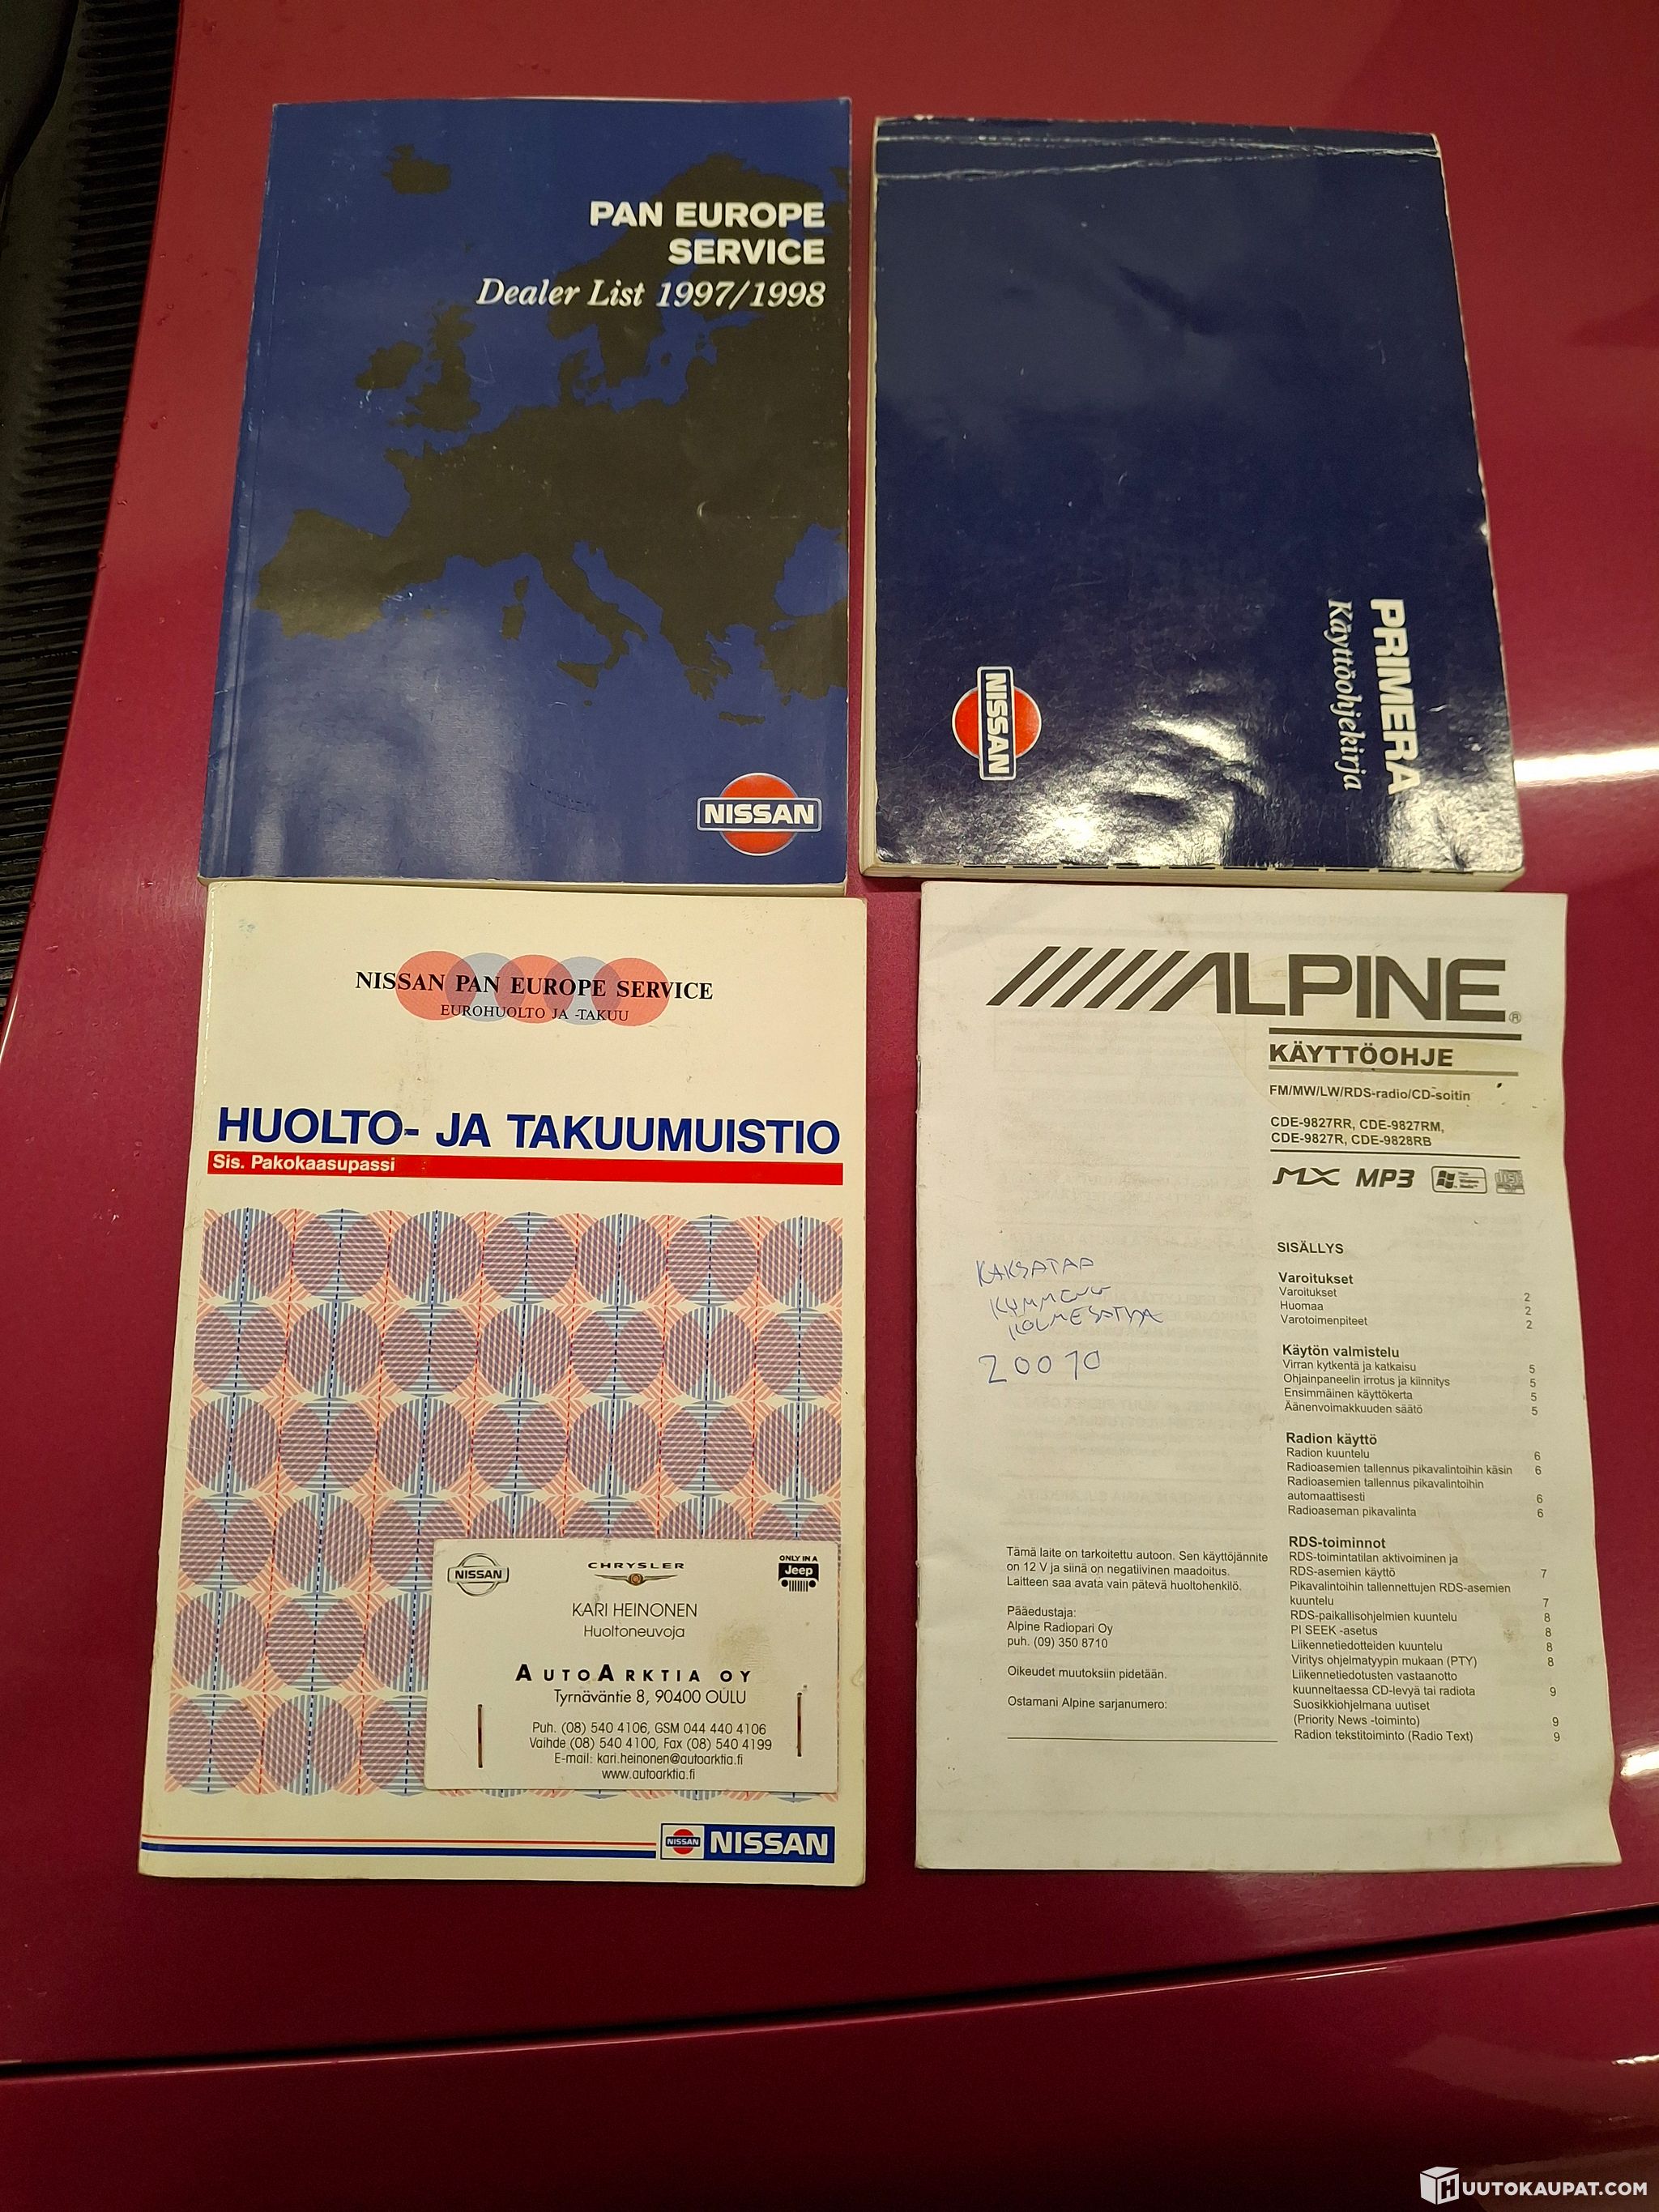 PAN EUROPE
SERVICE
Dealer List 1997/1998
NISSAN
PRIMERA
Käyttöohjekirja
NISSAN
NISSAN PAN EUROPE SERVICE
EUROHUOLTO JA -TAKUU
HUOLTO- JA TAKUUMUISTIO
Sis. Pakokaasupassi
NISSAN
CHRYSLER
ONLY IN A
Jeep
KARI HEINONEN
Huoltoneuvoja
AUTOARKTIA OY
Tyrnäväntie 8, 90400 OULU
Puh. (08) 540 4106, GSM 044 440 4106
Vaihde (08) 540 4100, Fax (08) 540 4199
E-mail: kari.heinonen@autoarktia.fi
www.autoarktia.fi
NISSAN NISSAN
ALPINE®
KÄYTTÖOHJE
FM/MW/LW/RDS-radio/CD-soitin
CDE-9827RR, CDE-9827RM,
CDE-9827R, CDE-9828RB
MX MP3
KAKSATAA
KYMMENE
KOLMESATAA
20010
Tämä laite on tarkoitettu autoon. Sen käyttöjännite
on 12 V ja siinä on negatiivinen maadoitus.
Laitteen saa avata vain pätevä huoltohenkilö.
Pääedustaja:
Alpine Radiopari Oy
puh. (09) 350 8710
Oikeudet muutoksiin pidetään.
Ostamani Alpine sarjanumero:
SISÄLLYS
Varoitukset
Varoitukset 2
Huomaa 2
Varotoimenpiteet 2
Käytön valmistelu
Virran kytkentä ja katkaisu 5
Ohjainpaneelin irrotus ja kiinnitys 5
Ensimmäinen käyttökerta 5
Äänenvoimakkuuden säätö 5
Radion käyttö
Radion kuuntelu 6
Radioasemien tallennus pikavalintoihin käsin 6
Radioasemien tallennus pikavalintoihin
automaattisesti 6
Radioaseman pikavalinta 6
RDS-toiminnot
RDS-toimintatilan aktivoiminen ja
RDS-asemien käyttö 7
Pikavalintoihin tallennettujen RDS-asemien
kuuntelu 7
RDS-paikallisohjelmien kuuntelu 8
PI SEEK -asetus 8
Liikennetiedotteiden kuuntelu 8
Viritys ohjelmatyypin mukaan (PTY) 8
Liikennetiedotusten vastaanotto
kuunneltaessa CD-levyä tai radiota 9
Suosikkiohjelmana uutiset
(Priority News -toiminto) 9
Radion tekstitoiminto (Radio Text) 9
HUUTOKAUPAT.COM